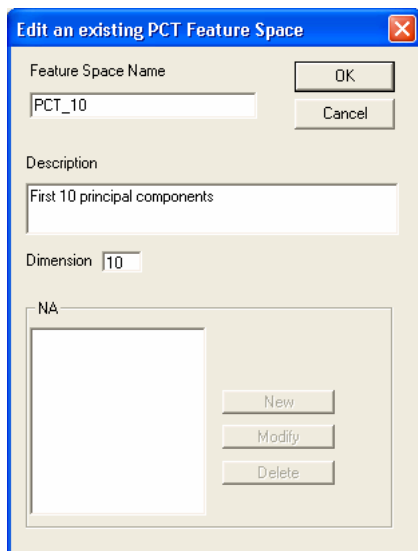 Edit an existing PCT Feature Space
Feature Space Name
OK
PCT_10
Cancel
Description
First 10 principal components
Dimension 10
NA
New
Modify
Delete